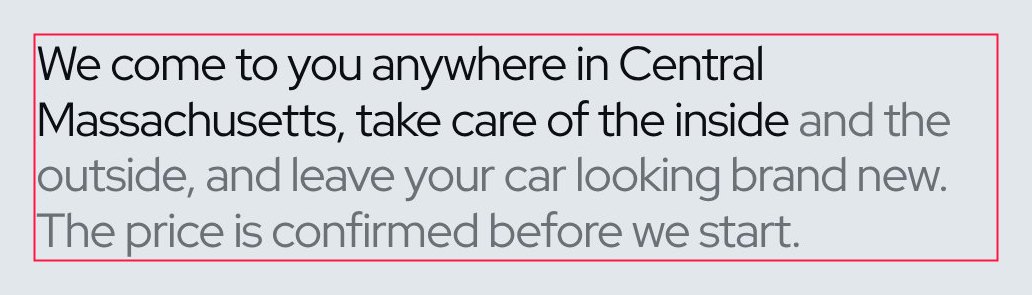 We come to you anywhere in Central
Massachusetts, take care of the inside and the
outside, and leave your car looking brand new.
The price is confirmed before we start.